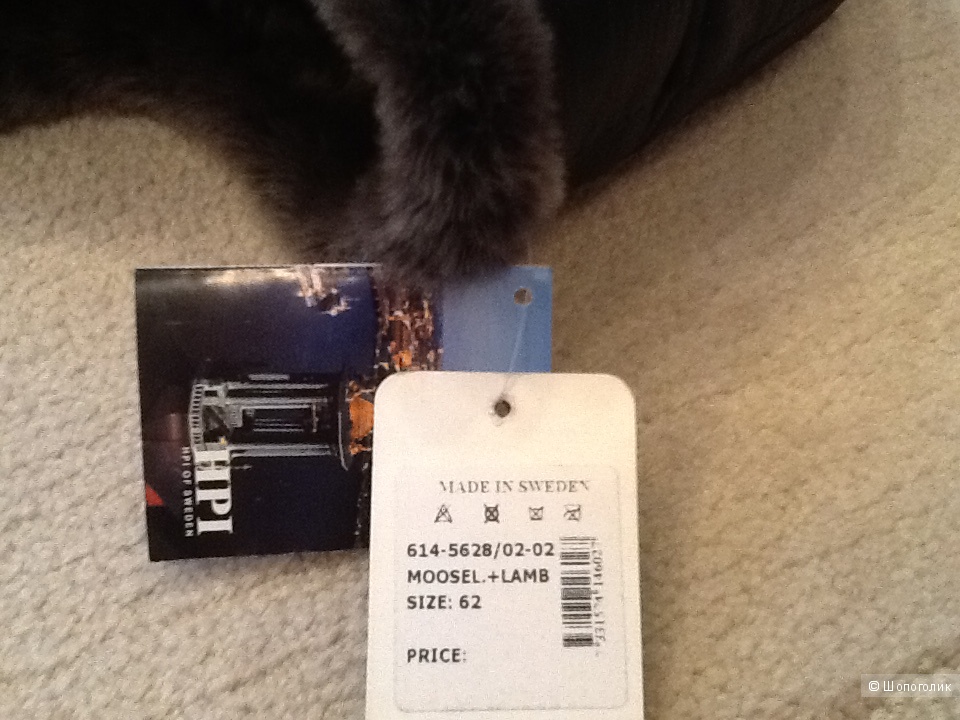 HPI
HPI OF SWEDEN
MADE IN SWEDEN
614-5628/02-02
MOOSEL.+LAMB
SIZE: 62
PRICE:
© Шопоголик